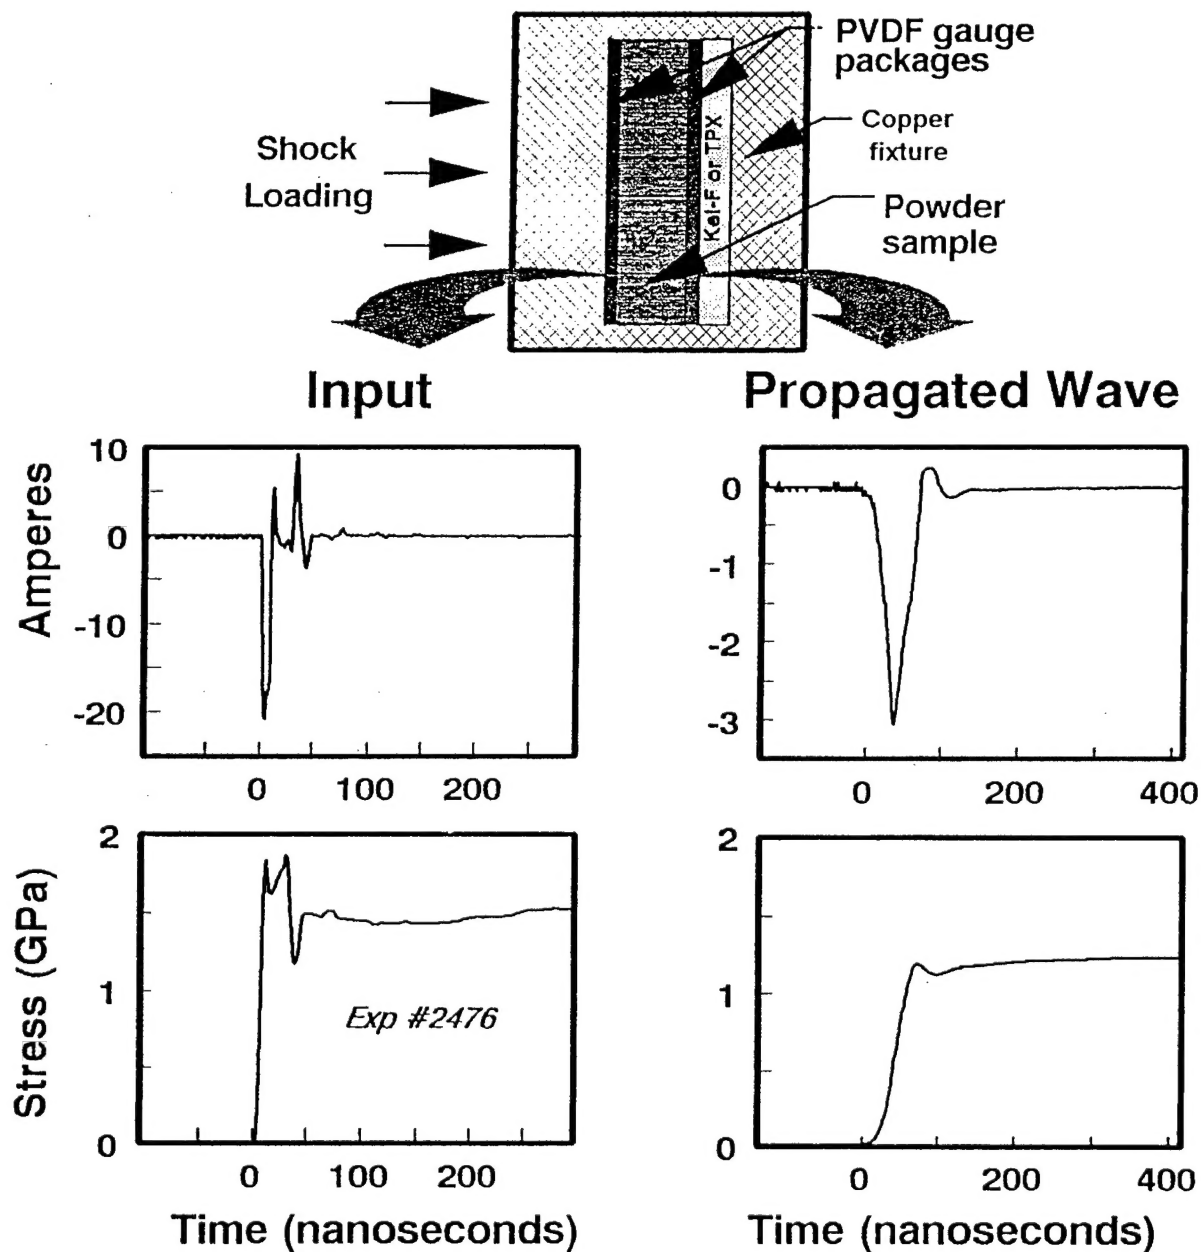 PVDF gauge
packages
Shock
Loading
Kel-F or TPX
Copper
fixture
Powder
sample
Input
Propagated Wave
Amperes
10
0
-10
-20
0
100
200
0
-1
-2
-3
0
200
400
Stress (GPa)
2
1
0
Exp #2476
0
100
200
Time (nanoseconds)
2
1
0
0
200
400
Time (nanoseconds)